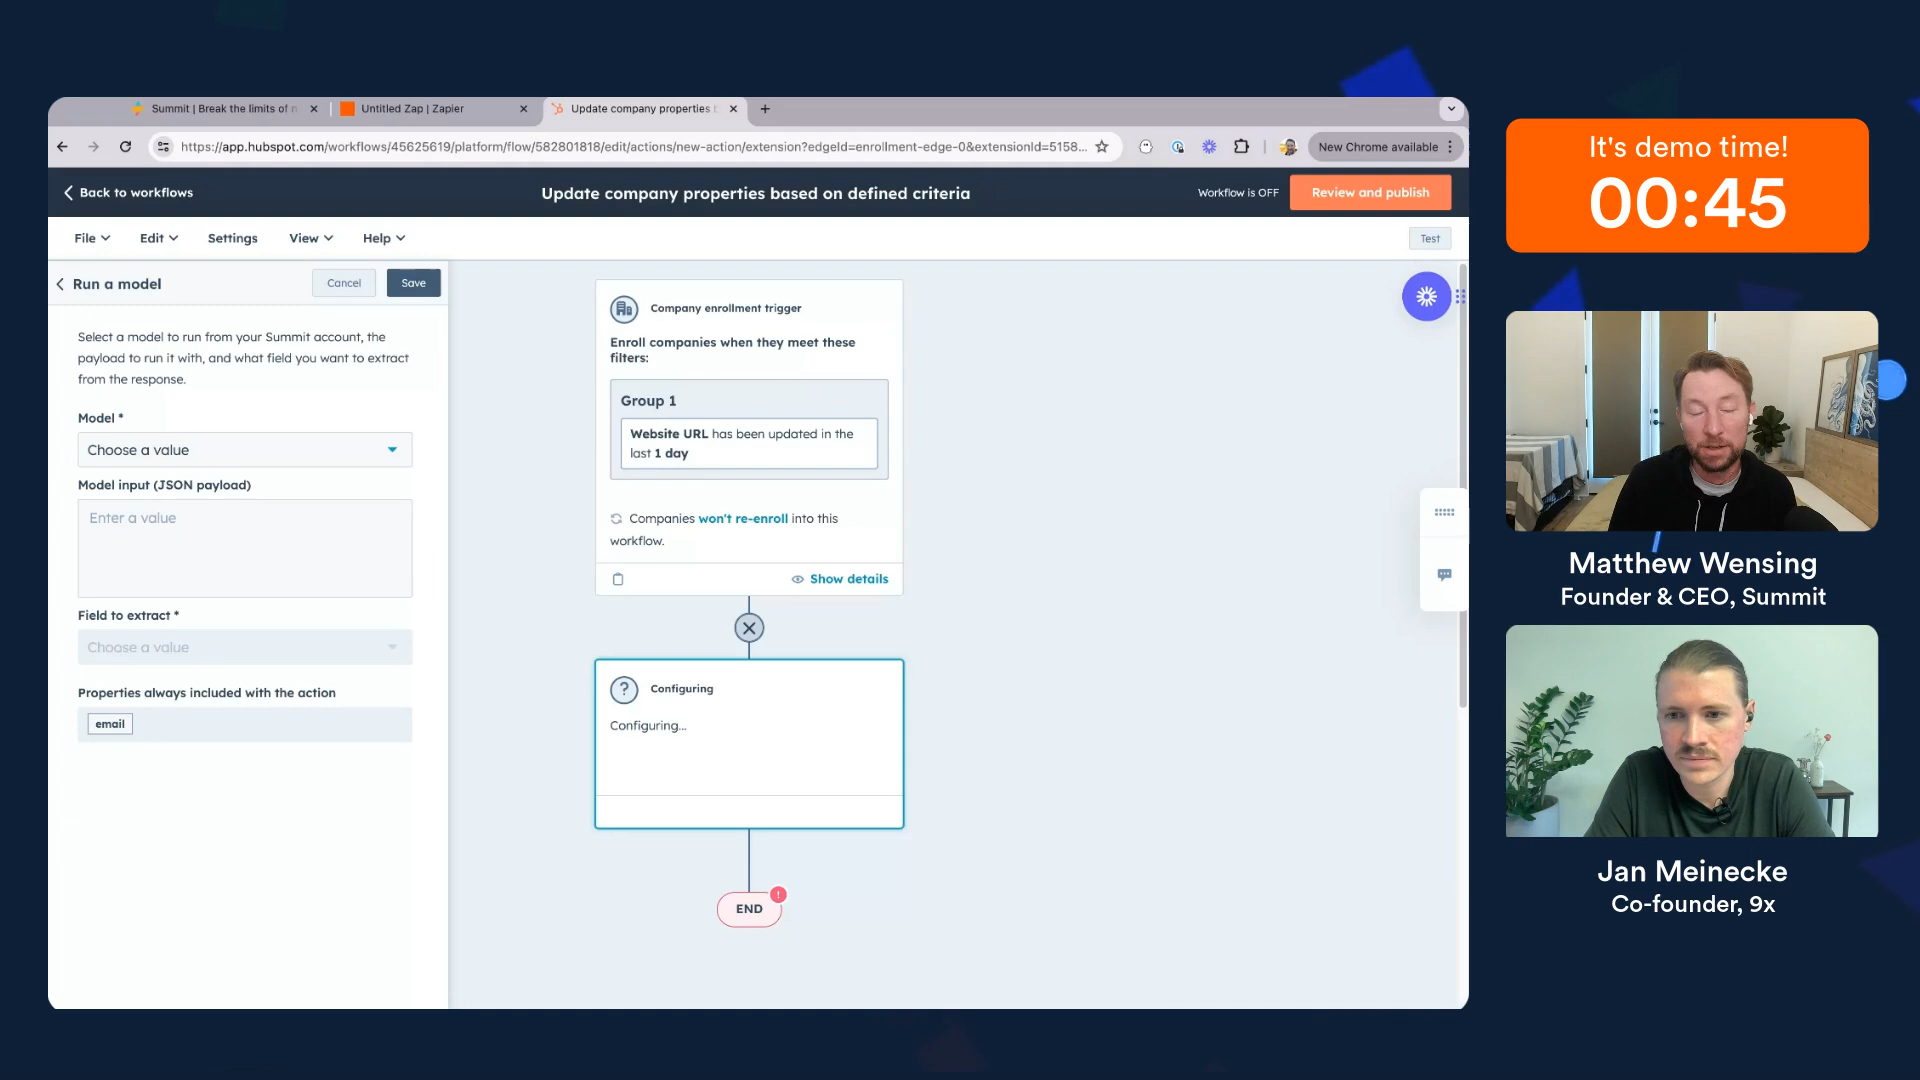 Summit | Break the limits of n
Untitled Zap | Zapier
Update company properties b
https://app.hubspot.com/workflows/45625619/platform/flow/582801818/edit/actions/new-action/extension?edgeId=enrollment-edge-0&extensionId=5158...
New Chrome available
Back to workflows
Update company properties based on defined criteria
Workflow is OFF
Review and publish
File
Edit
Settings
View
Help
Test
Run a model
Cancel
Save
Select a model to run from your Summit account, the
payload to run it with, and what field you want to extract
from the response.
Model *
Choose a value
Model input (JSON payload)
Enter a value
Field to extract *
Choose a value
Properties always included with the action
email
Company enrollment trigger
Enroll companies when they meet these
filters:
Group 1
Website URL has been updated in the
last 1 day
Companies won't re-enroll into this
workflow.
Show details
? Configuring
Configuring...
END
!
It's demo time!
00:45
Matthew Wensing
Founder & CEO, Summit
Jan Meinecke
Co-founder, 9x